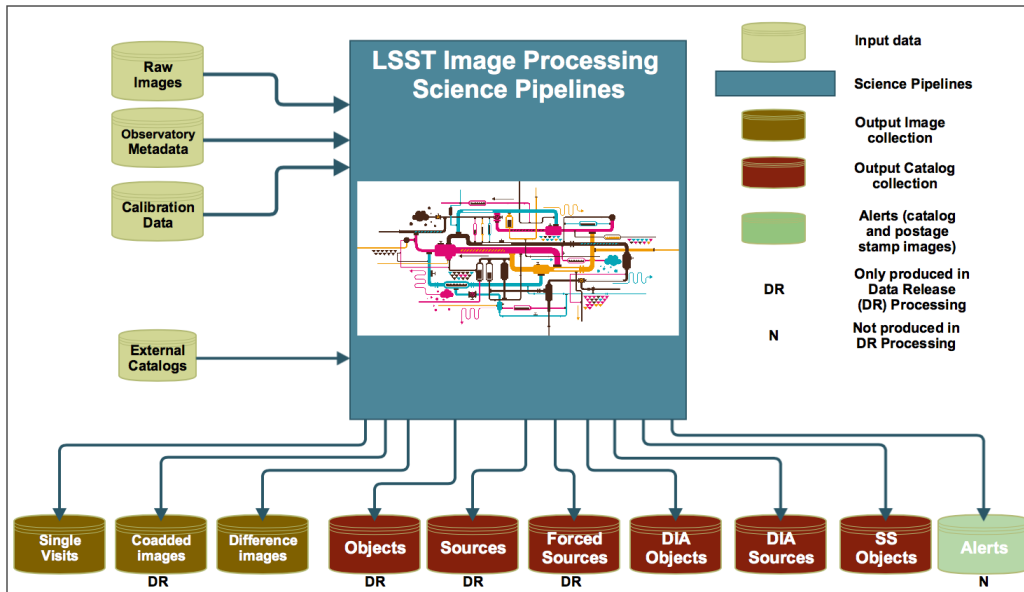 LSST Image Processing
Science Pipelines
Raw
Images
Observatory
Metadata
Calibration
Data
External
Catalogs
Input data
Science Pipelines
Output Image
collection
Output Catalog
collection
Alerts (catalog
and postage
stamp images)
DR
Only produced in
Data Release
(DR) Processing
N
Not produced in
DR Processing
Single
Visits
Coadded
images
DR
Difference
images
Objects
DR
Sources
DR
Forced
Sources
DR
DIA
Objects
DIA
Sources
SS
Objects
Alerts
N